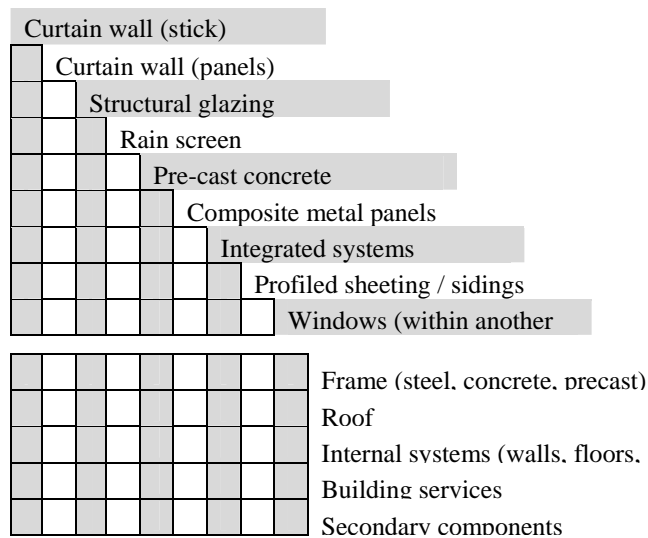 Curtain wall (stick)
Curtain wall (panels)
Structural glazing
Rain screen
Pre-cast concrete
Composite metal panels
Integrated systems
Profiled sheeting / sidings
Windows (within another
Frame (steel, concrete, precast)
Roof
Internal systems (walls, floors,
Building services
Secondary components